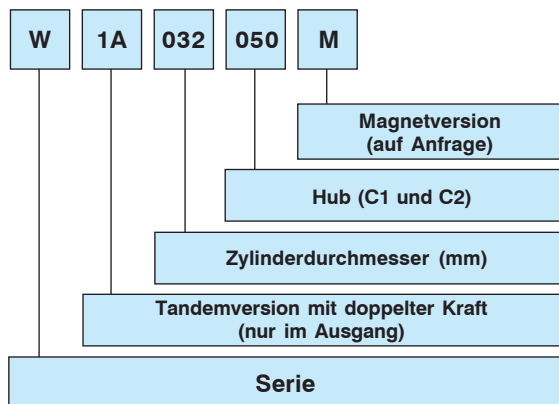 W 1A 032 050 M
Magnetversion
(auf Anfrage)
Hub (C1 und C2)
Zylinderdurchmesser (mm)
Tandemversion mit doppelter Kraft
(nur im Ausgang)
Serie